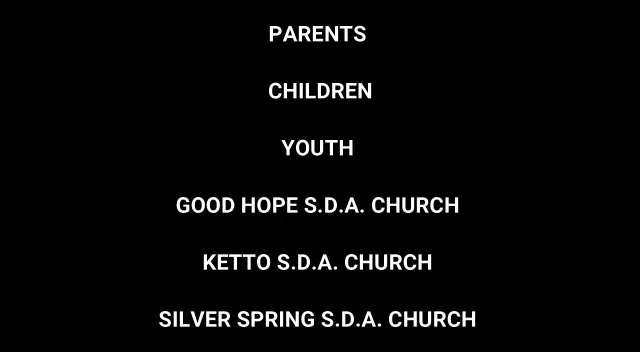 PARENTS
CHILDREN
YOUTH
GOOD HOPE S.D.A. CHURCH
KETTO S.D.A. CHURCH
SILVER SPRING S.D.A. CHURCH